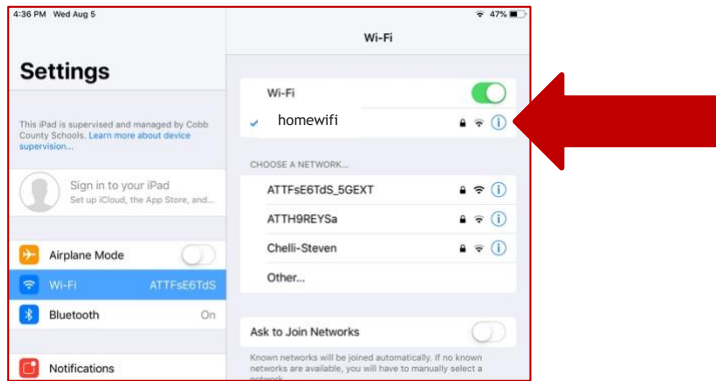 4:36 PM Wed Aug 5
47%
Settings
This iPad is supervised and managed by Cobb
County Schools. Learn more about device
supervision...
Sign in to your iPad
Set up iCloud, the App Store, and...
Airplane Mode
Wi-Fi ATTFsE6TdS
Bluetooth On
Notifications
Wi-Fi
Wi-Fi
homewifi
CHOOSE A NETWORK...
ATTFsE6TdS_5GEXT
ATTH9REYSa
Chelli-Steven
Other...
Ask to Join Networks
Known networks will be joined automatically. If no known
networks are available, you will have to manually select a
network.